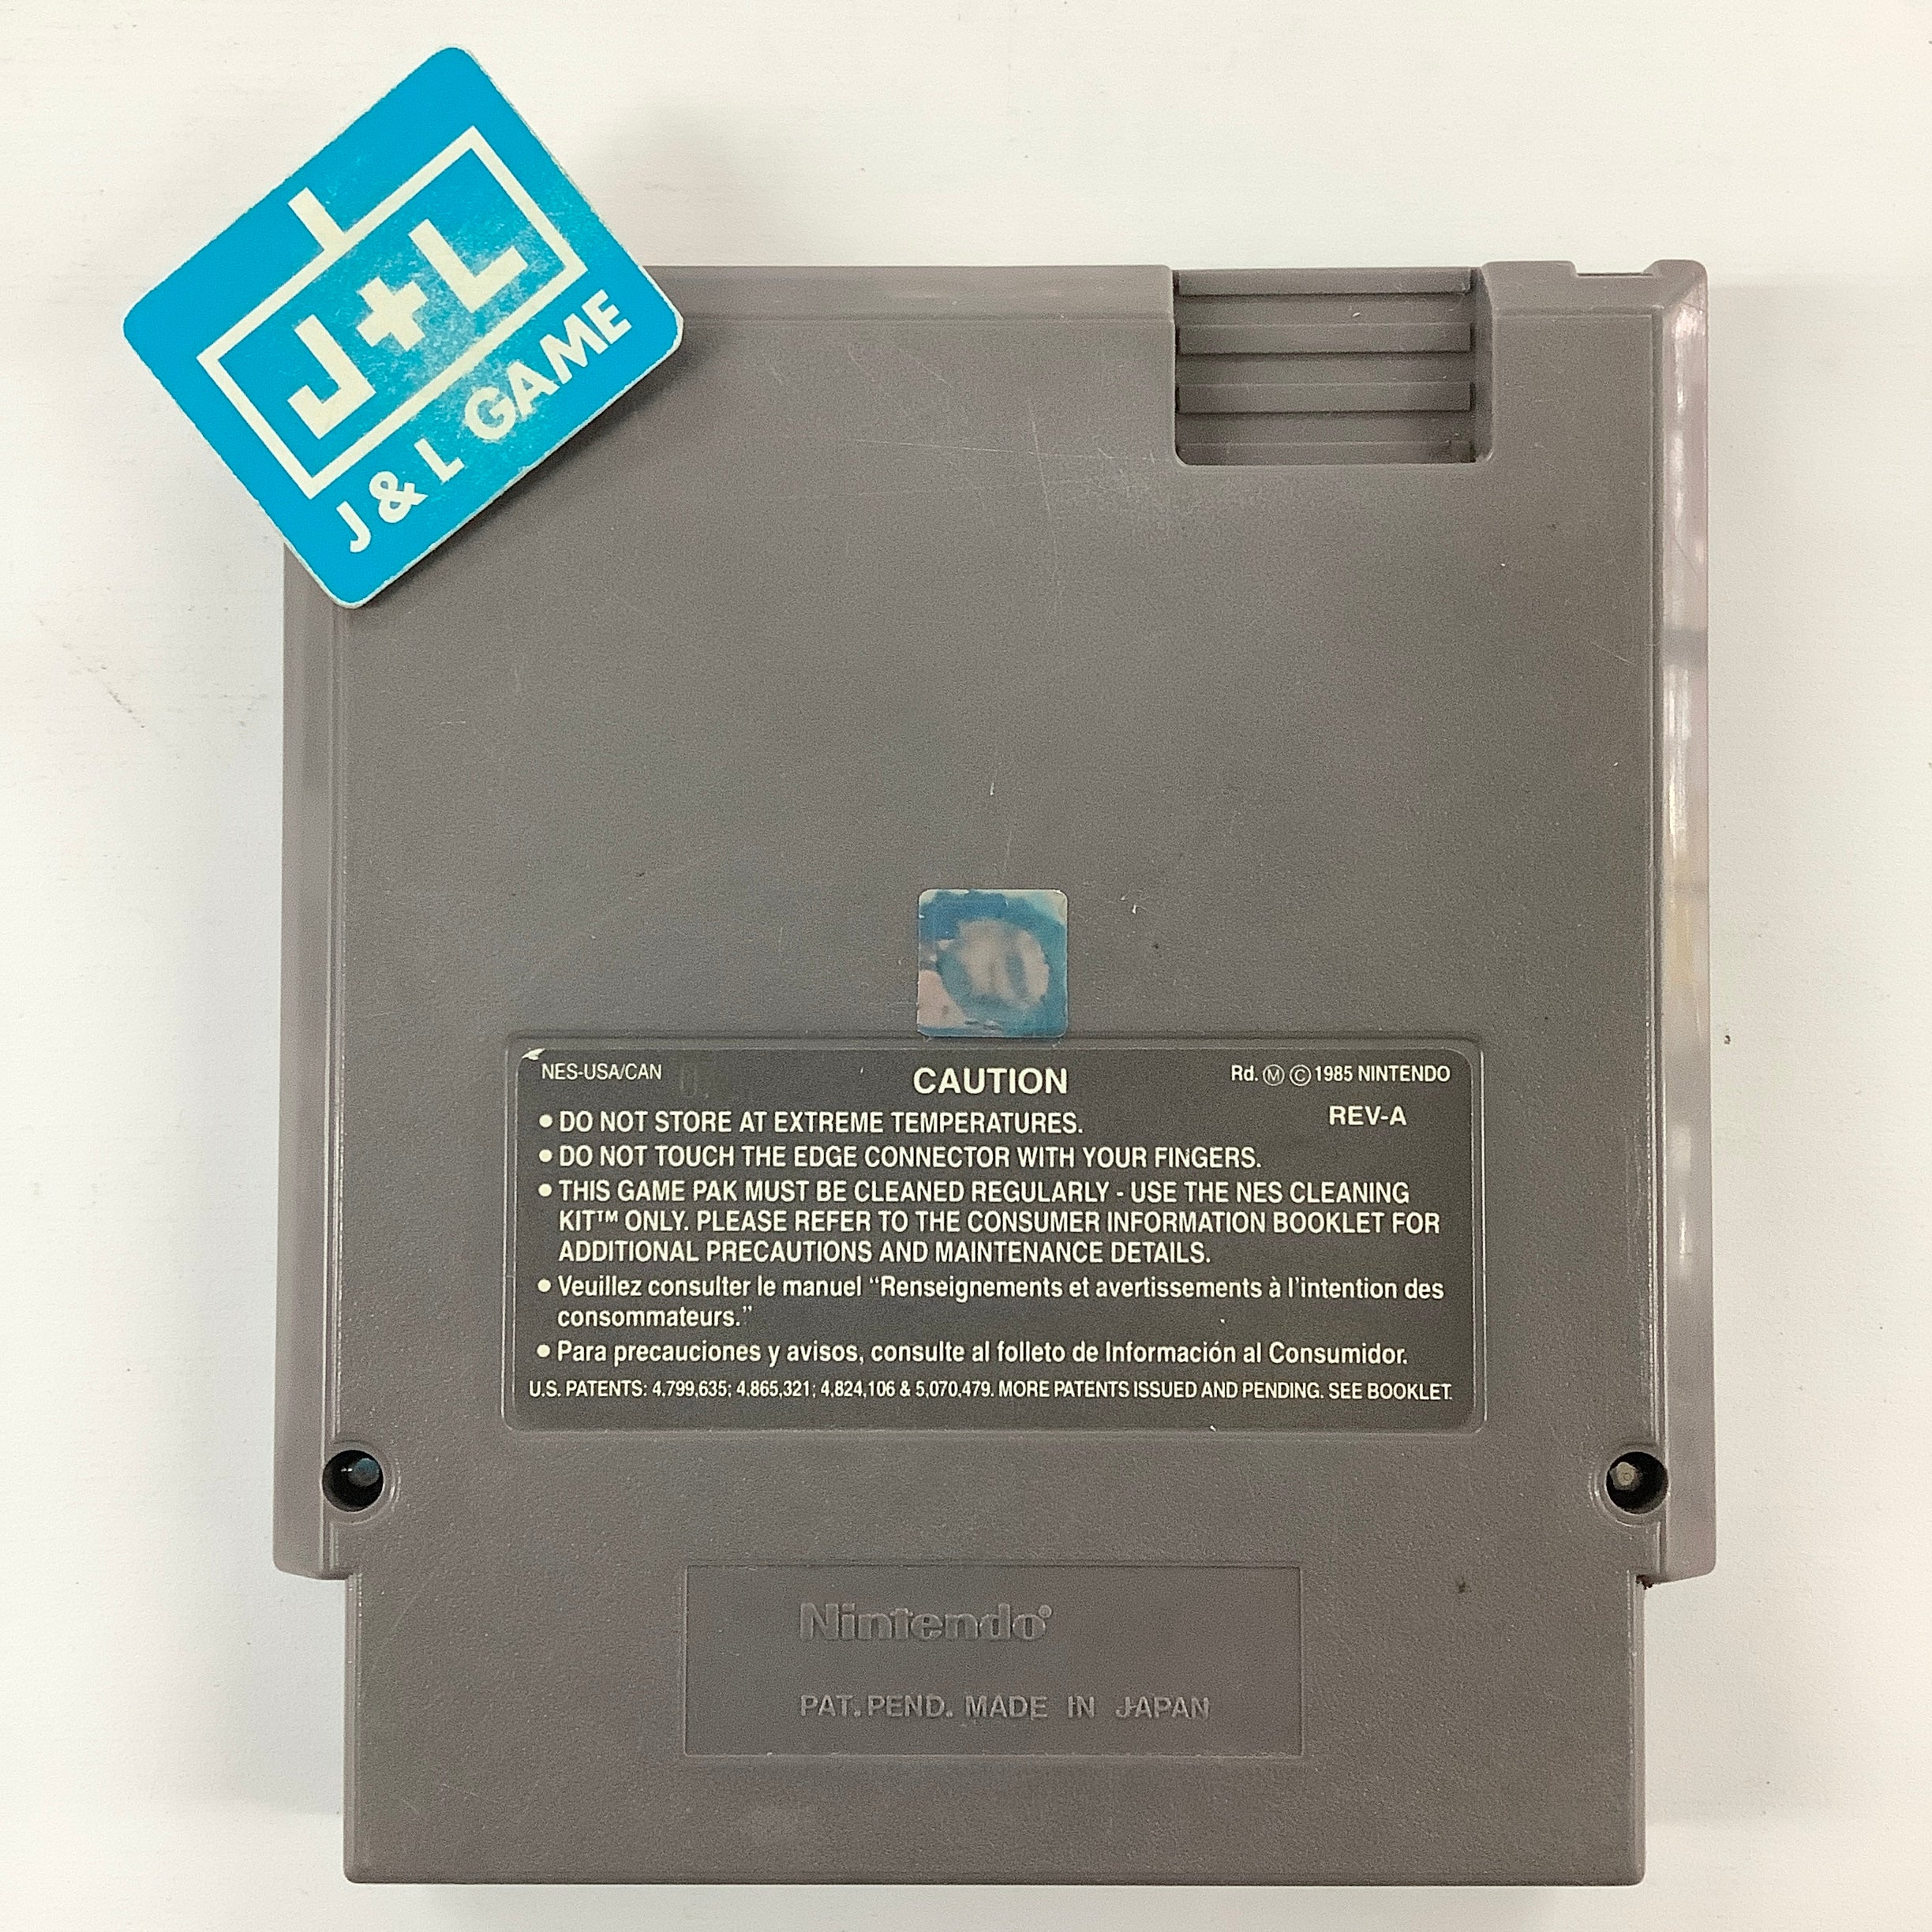 J+L
J & L GAME
NES-USA/CAN
CAUTION
Rd. Ⓜ © 1985 NINTENDO
REV-A
● DO NOT STORE AT EXTREME TEMPERATURES.
● DO NOT TOUCH THE EDGE CONNECTOR WITH YOUR FINGERS.
● THIS GAME PAK MUST BE CLEANED REGULARLY - USE THE NES CLEANING
KIT™ ONLY. PLEASE REFER TO THE CONSUMER INFORMATION BOOKLET FOR
ADDITIONAL PRECAUTIONS AND MAINTENANCE DETAILS.
● Veuillez consulter le manuel “Renseignements et avertissements à l’intention des
consommateurs.”
● Para precauciones y avisos, consulte al folleto de Información al Consumidor.
U.S. PATENTS: 4,799,635; 4,865,321; 4,824,106 & 5,070,479. MORE PATENTS ISSUED AND PENDING. SEE BOOKLET.
Nintendo®
PAT. PEND. MADE IN JAPAN